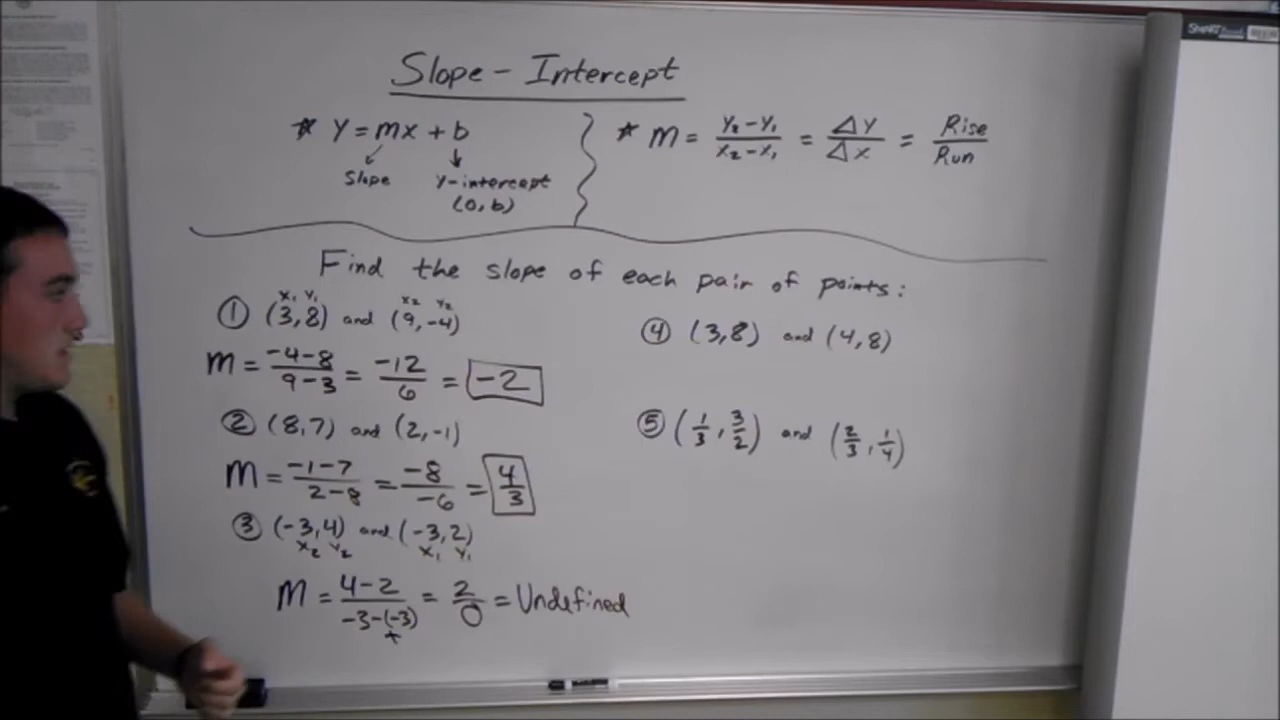 Slope - Intercept
* Y = mx + b
Slope
Y-intercept
(0, b)
* M = Y₂ - Y₁ / X₂ - X₁ = ΔY / ΔX = Rise / Run
Find the slope of each pair of points:
X₁ Y₁ X₂ Y₂
① (3,8) and (9,-4)
M = -4-8 / 9-3 = -12 / 6 = -2
② (8,7) and (2,-1)
M = -1-7 / 2-8 = -8 / -6 = 4/3
③ (-3,4) and (-3,2)
X₂ Y₂ X₁ Y₁
M = 4-2 / -3-(-3) = 2/0 = Undefined
+
④ (3,8) and (4,8)
⑤ (1/3, 3/2) and (2/3, 1/4)
SMART